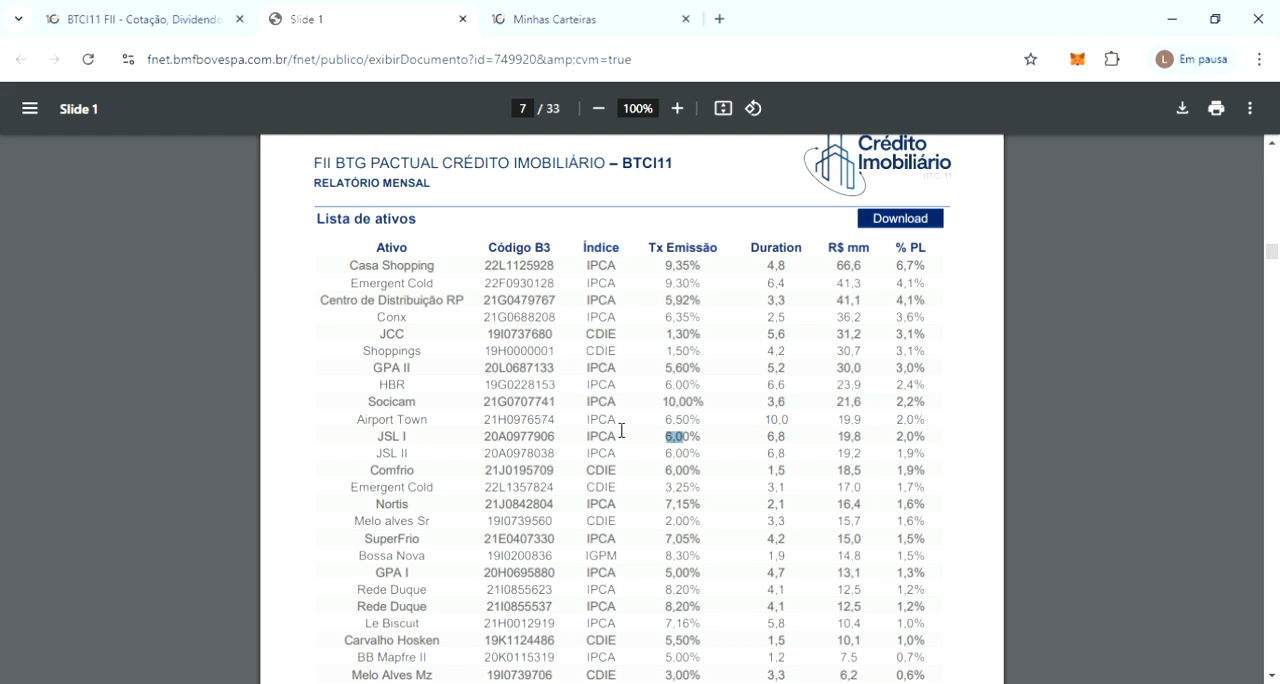 BTCI11 FII - Cotação, Dividendo
Slide 1
Minhas Carteiras
fnet.bmfbovespa.com.br/fnet/publico/exibirDocumento?id=749920&amp;cvm=true
L Em pausa
Slide 1
7 / 33
100%
FII BTG PACTUAL CRÉDITO IMOBILIÁRIO – BTCI11
RELATÓRIO MENSAL
Crédito
Imobiliário
BTC 11
Lista de ativos
Download
Ativo Código B3 Índice Tx Emissão Duration R$ mm % PL
Casa Shopping 22L1125928 IPCA 9,35% 4,8 66,6 6,7%
Emergent Cold 22F0930128 IPCA 9,30% 6,4 41,3 4,1%
Centro de Distribuição RP 21G0479767 IPCA 5,92% 3,3 41,1 4,1%
Conx 21G0688208 IPCA 6,35% 2,5 36,2 3,6%
JCC 19I0737680 CDIE 1,30% 5,6 31,2 3,1%
Shoppings 19H0000001 CDIE 1,50% 4,2 30,7 3,1%
GPA II 20L0687133 IPCA 5,60% 5,2 30,0 3,0%
HBR 19G0228153 IPCA 6,00% 6,6 23,9 2,4%
Socicam 21G0707741 IPCA 10,00% 3,6 21,6 2,2%
Airport Town 21H0976574 IPCA 6,50% 10,0 19,9 2,0%
JSL I 20A0977906 IPCA 6,00% 6,8 19,8 2,0%
JSL II 20A0978038 IPCA 6,00% 6,8 19,2 1,9%
Comfrio 21J0195709 CDIE 6,00% 1,5 18,5 1,9%
Emergent Cold 22L1357824 CDIE 3,25% 3,1 17,0 1,7%
Nortis 21J0842804 IPCA 7,15% 2,1 16,4 1,6%
Melo alves Sr 19I0739560 CDIE 2,00% 3,3 15,7 1,6%
SuperFrio 21E0407330 IPCA 7,05% 4,2 15,0 1,5%
Bossa Nova 19I0200836 IGPM 8,30% 1,9 14,8 1,5%
GPA I 20H0695880 IPCA 5,00% 4,7 13,1 1,3%
Rede Duque 21I0855623 IPCA 8,20% 4,1 12,5 1,2%
Rede Duque 21I0855537 IPCA 8,20% 4,1 12,5 1,2%
Le Biscuit 21H0012919 IPCA 7,16% 5,8 10,4 1,0%
Carvalho Hosken 19K1124486 CDIE 5,50% 1,5 10,1 1,0%
BB Mapfre II 20K0115319 IPCA 5,00% 1,2 7,5 0,7%
Melo Alves Mz 19I0739706 CDIE 3,00% 3,3 6,2 0,6%